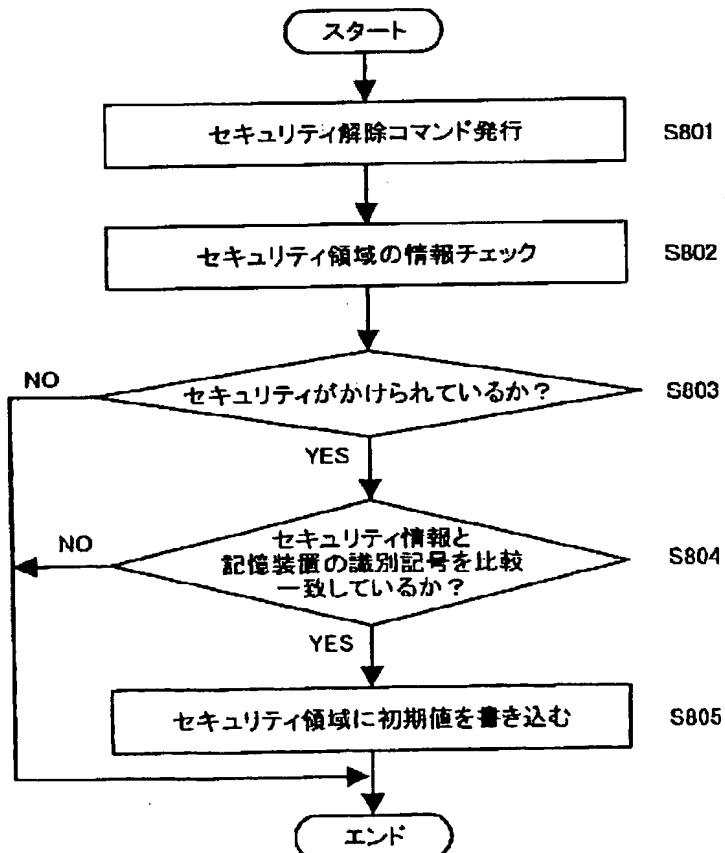 スタート
セキュリティ解除コマンド発行
S801
セキュリティ領域の情報チェック
S802
NO
セキュリティがかけられているか？
S803
YES
NO
セキュリティ情報と
記憶装置の識別記号を比較
一致しているか？
S804
YES
セキュリティ領域に初期値を書き込む
S805
エンド